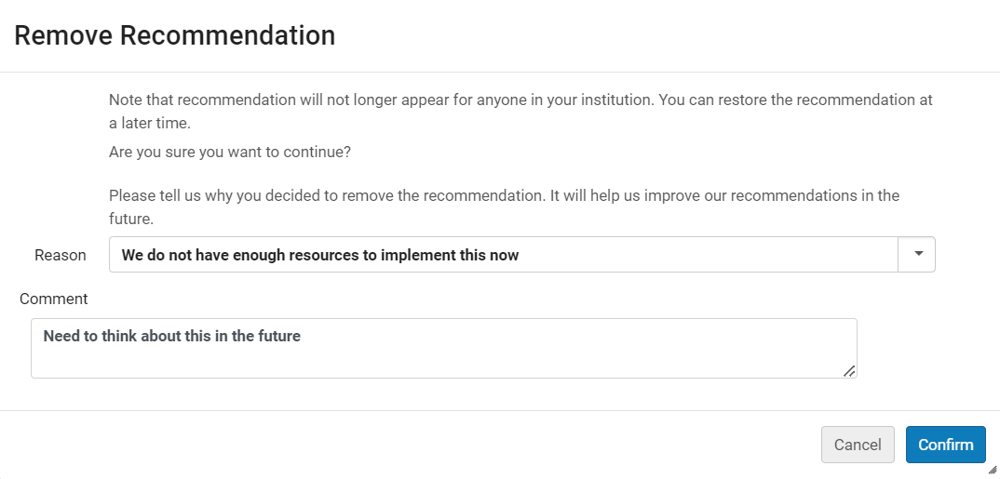 Remove Recommendation
Note that recommendation will not longer appear for anyone in your institution. You can restore the recommendation at
a later time.
Are you sure you want to continue?
Please tell us why you decided to remove the recommendation. It will help us improve our recommendations in the
future.
Reason We do not have enough resources to implement this now
Comment
Need to think about this in the future
Cancel Confirm